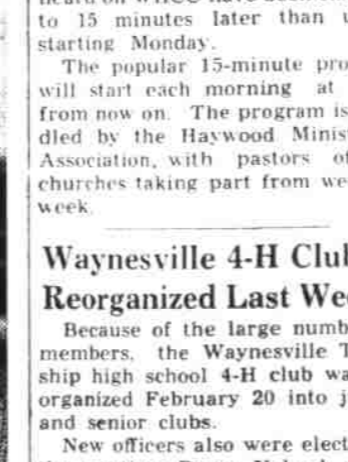 to 15 minutes later than
starting Monday.
The popular 15-minute pro
will start each morning at
from now on. The program is
dled by the Haywood Minis
Association, with pastors of
churches taking part from we
week.
Waynesville 4-H Clu
Reorganized Last We
Because of the large numb
members, the Waynesville T
ship high school 4-H club wa
organized February 20 into j
and senior clubs.
New officers also were elect